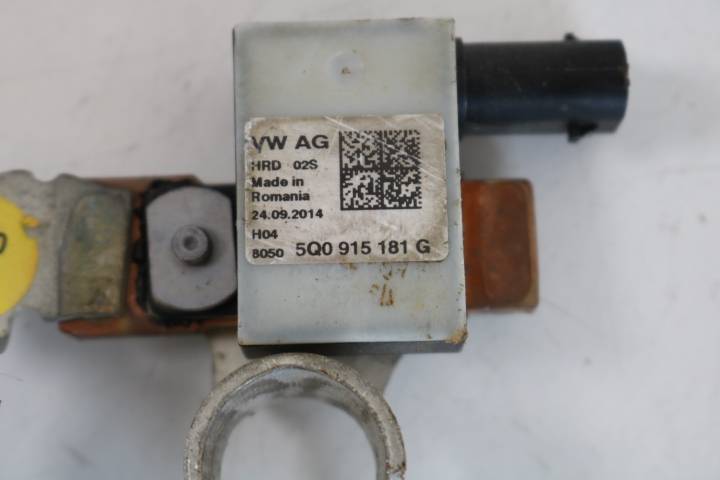 VW AG
HRD 02S
Made in
Romania
24.09.2014
H04
8050 5Q0 915 181 G